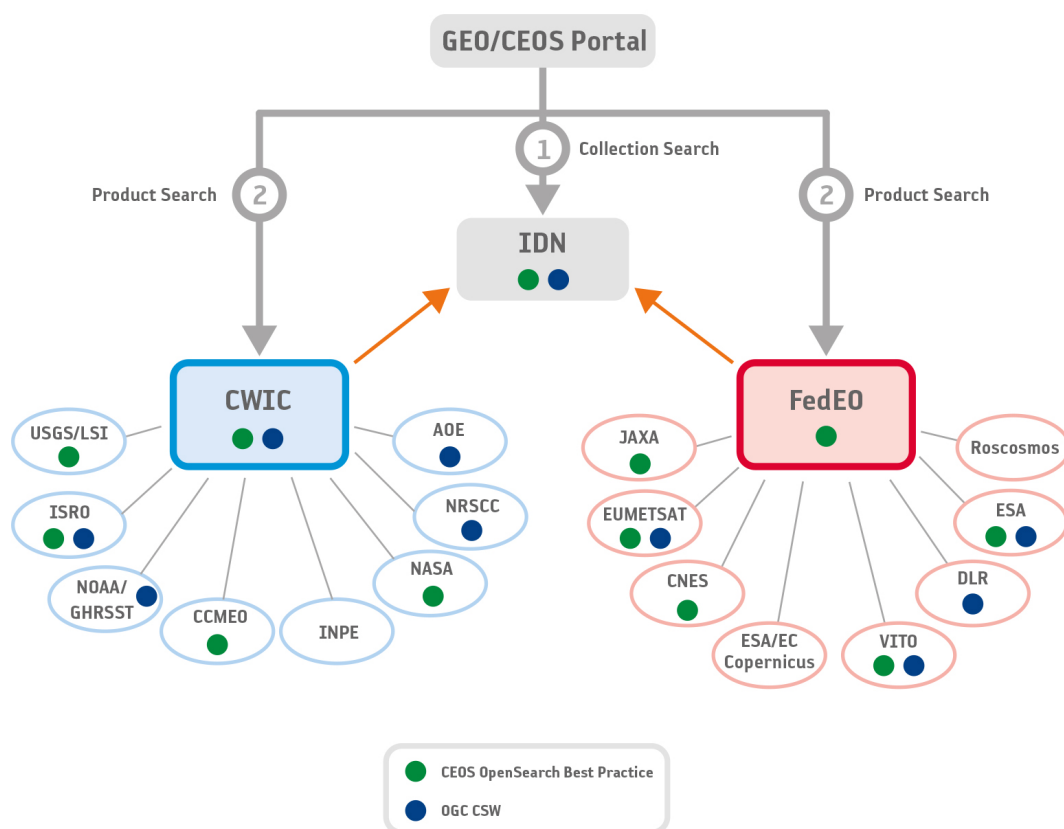 GEO/CEOS Portal
1
Collection Search
Product Search
2
2
Product Search
IDN
CWIC
FedEO
USGS/LSI
AOE
JAXA
Roscosmos
ISRO
NRSCC
EUMETSAT
ESA
NOAA/
GHRSST
NASA
CNES
DLR
CCMEO
INPE
ESA/EC
Copernicus
VITO
CEOS OpenSearch Best Practice
OGC CSW